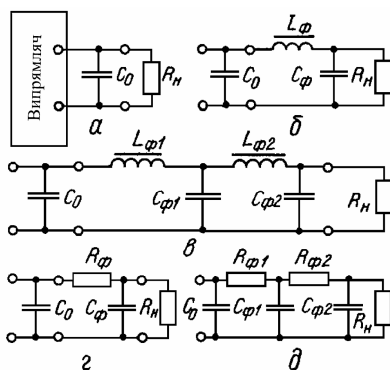 Випрямляч
C₀
Rн
а
Lф
C₀
Cф
Rн
б
Lф1
Lф2
C₀
Cф1
Cф2
Rн
в
Rф
C₀
Cф
Rн
г
Rф1
Rф2
C₀
Cф1
Cф2
Rн
д